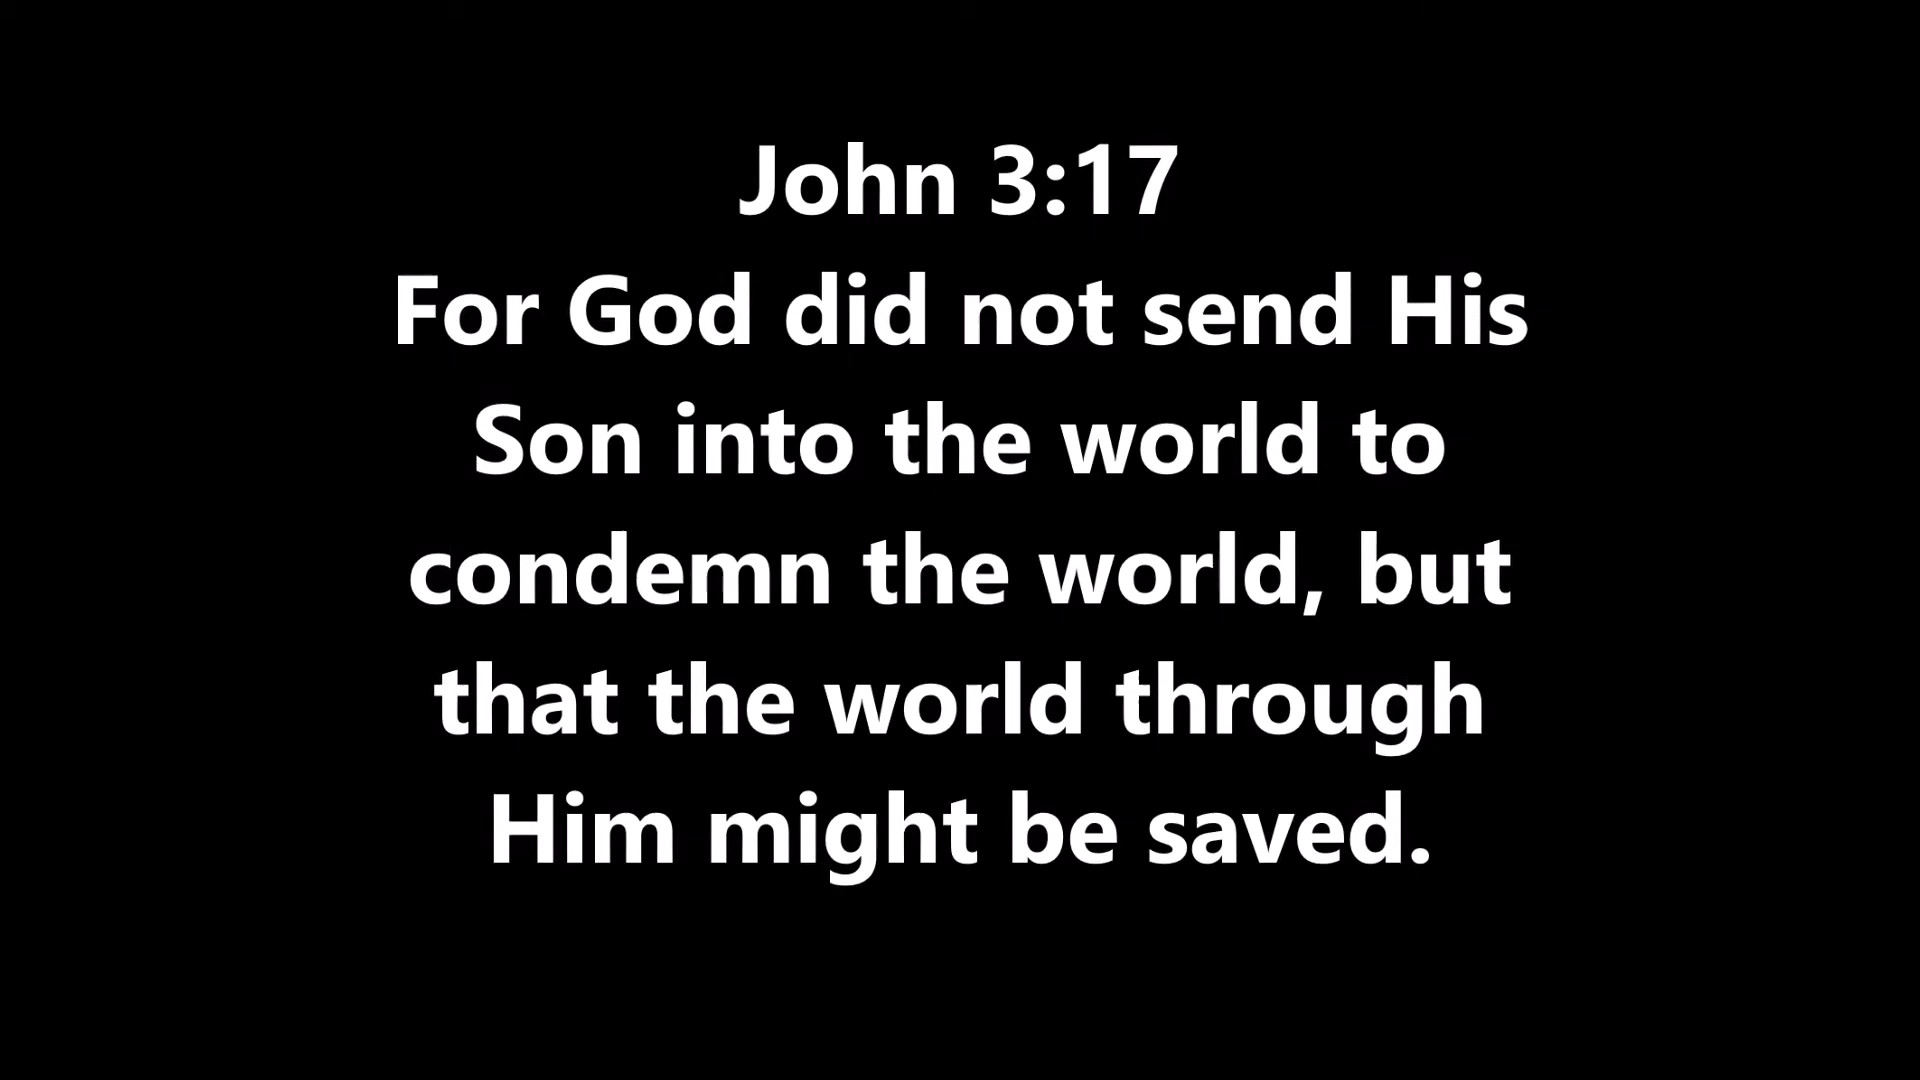 John 3:17
For God did not send His
Son into the world to
condemn the world, but
that the world through
Him might be saved.